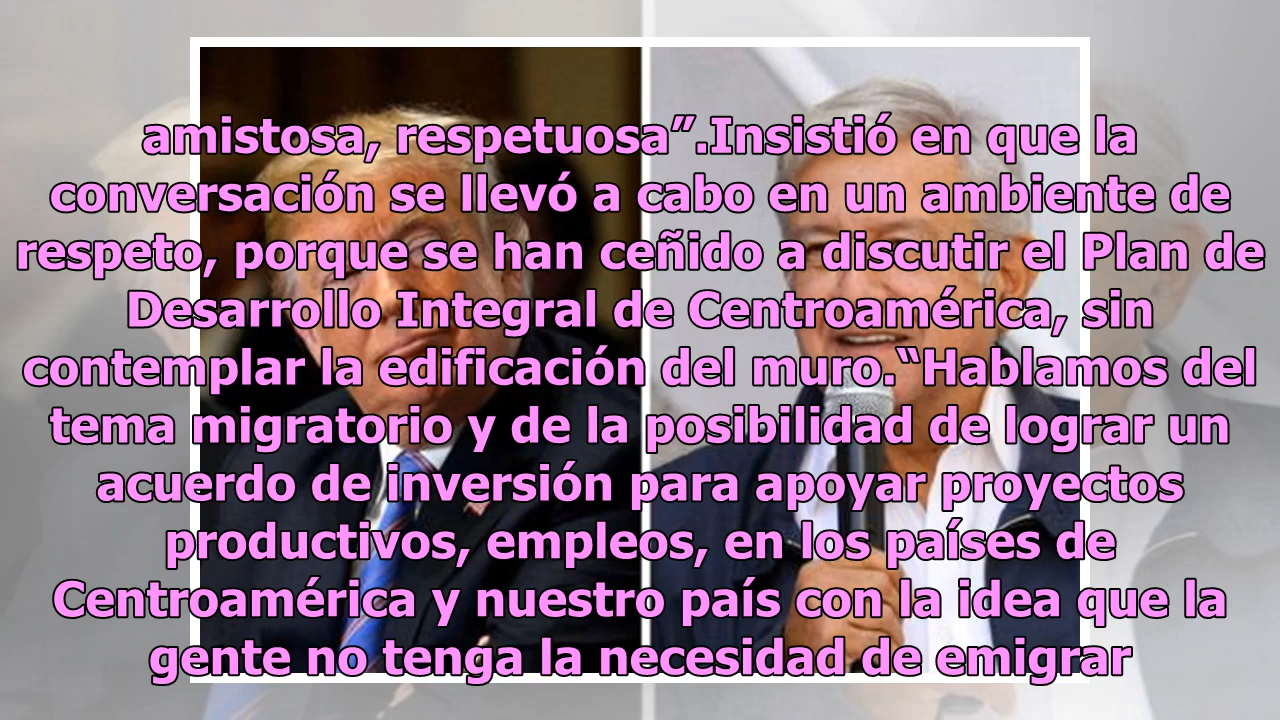 amistosa, respetuosa”.Insistió en que la
conversación se llevó a cabo en un ambiente de
respeto, porque se han ceñido a discutir el Plan de
Desarrollo Integral de Centroamérica, sin
contemplar la edificación del muro.“Hablamos del
tema migratorio y de la posibilidad de lograr un
acuerdo de inversión para apoyar proyectos
productivos, empleos, en los países de
Centroamérica y nuestro país con la idea que la
gente no tenga la necesidad de emigrar